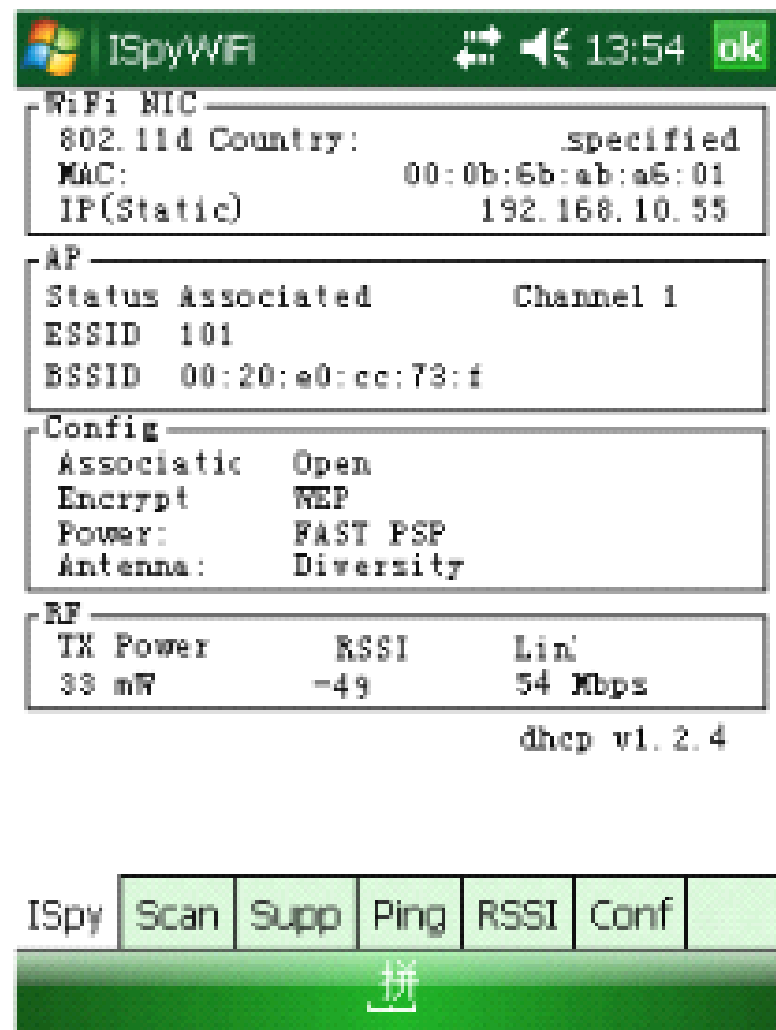 ISpyWiFi 13:54 ok
WiFi NIC
802.11d Country: .specified
MAC: 00:0b:6b:ab:a6:01
IP(Static) 192.168.10.55
AP
Status Associated Channel 1
ESSID 101
BSSID 00:20:e0:cc:73:f
Config
Associatic Open
Encrypt WEP
Power: FAST PSP
Antenna: Diversity
RF
TX Power RSSI Lin
33 mW -49 54 Mbps
dhcp v1.2.4
ISpy Scan Supp Ping RSSI Conf
拼